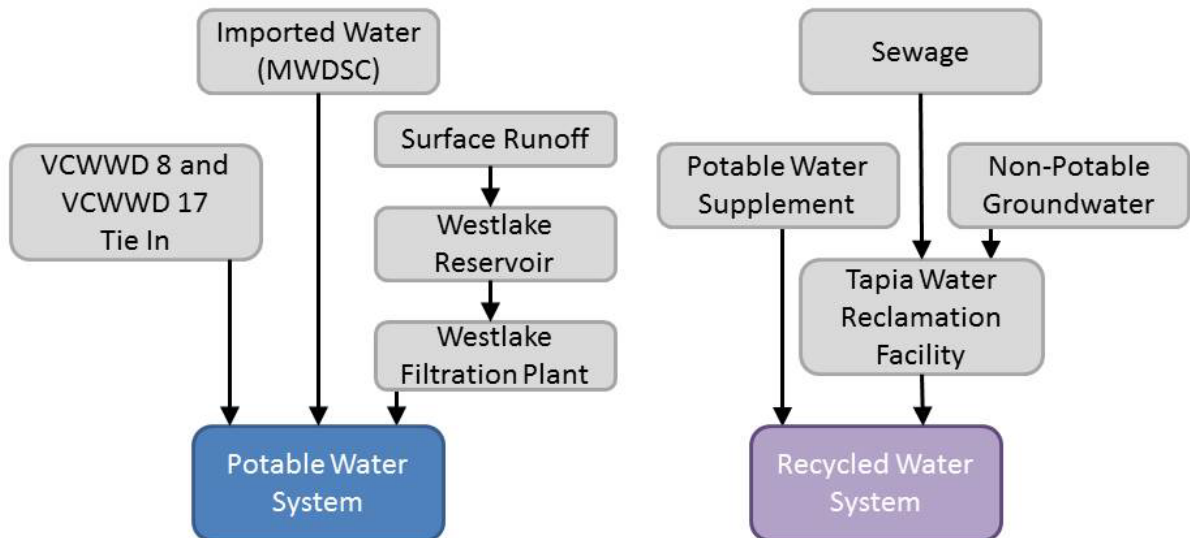 Imported Water
(MWDSC)
Sewage
Surface Runoff
VCWWD 8 and
VCWWD 17
Tie In
Potable Water
Supplement
Non-Potable
Groundwater
Westlake
Reservoir
Tapia Water
Reclamation
Facility
Westlake
Filtration Plant
Potable Water
System
Recycled Water
System